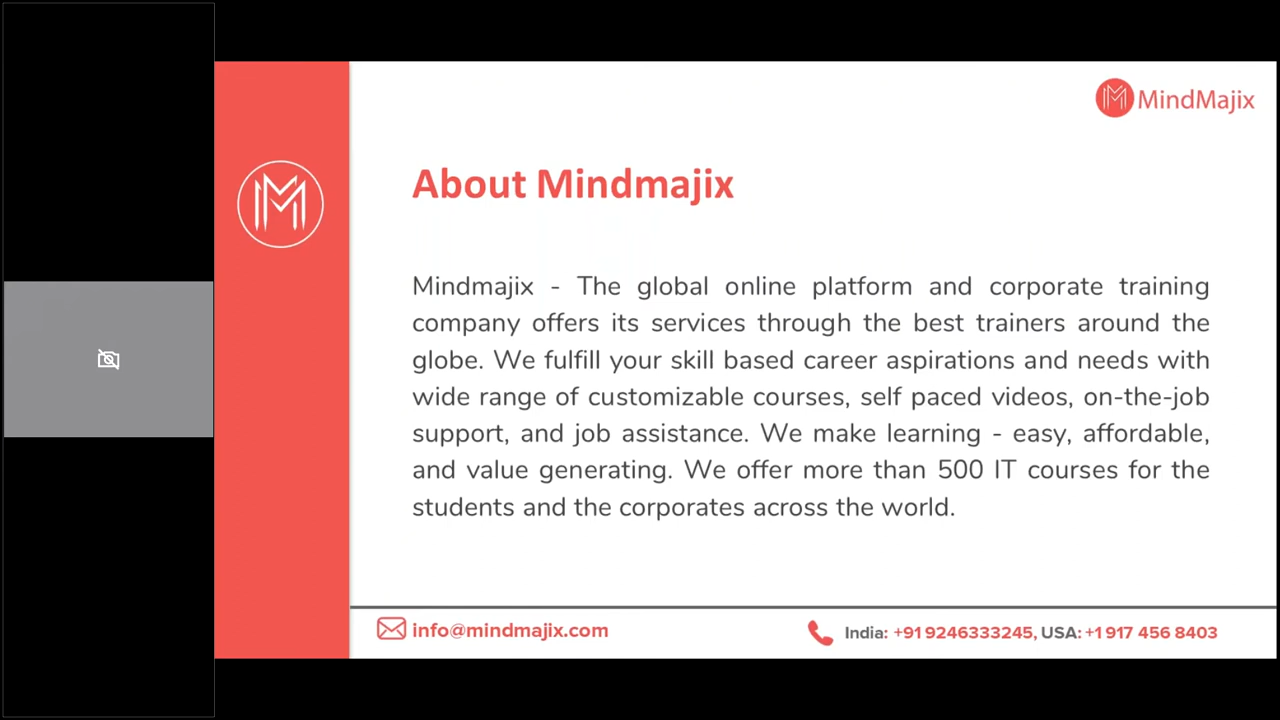 MindMajix
About Mindmajix
Mindmajix - The global online platform and corporate training
company offers its services through the best trainers around the
globe. We fulfill your skill based career aspirations and needs with
wide range of customizable courses, self paced videos, on-the-job
support, and job assistance. We make learning - easy, affordable,
and value generating. We offer more than 500 IT courses for the
students and the corporates across the world.
info@mindmajix.com
India: +91 9246333245, USA: +1 917 456 8403